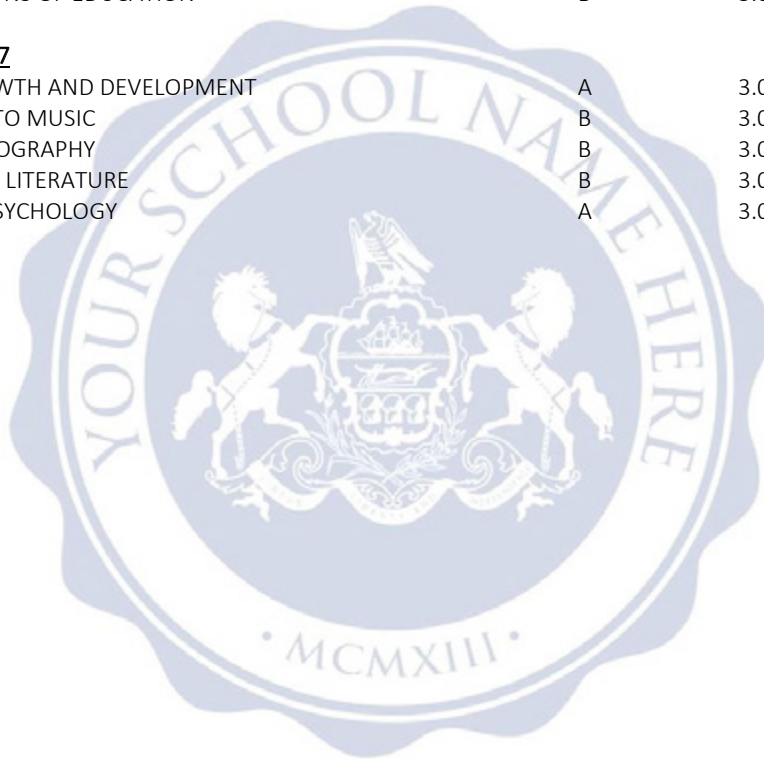 7
WTH AND DEVELOPMENT A 3.0
TO MUSIC B 3.0
OGRAPHY B 3.0
LITERATURE B 3.0
SYCHOLOGY A 3.0
YOUR SCHOOL NAME HERE
• MCMXIII •